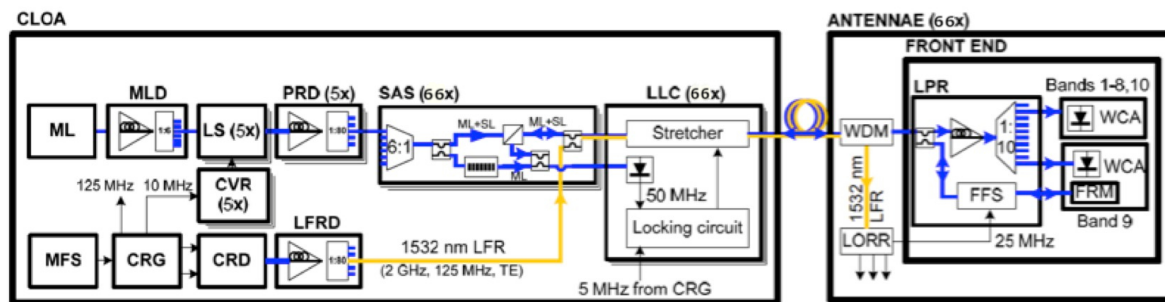 CLOA
ANTENNAE (66x)
FRONT END
MLD
PRD (5x)
SAS (66x)
LLC (66x)
LPR
Bands 1-8,10
ML
1:6
LS (5x)
1:80
6:1
ML+SL
ML+SL
ML
Stretcher
WDM
1:
10
WCA
WCA
125 MHz
10 MHz
CVR
(5x)
50 MHz
1532 nm
LFR
FFS
FRM
Band 9
LFRD
MFS
CRG
CRD
1:80
1532 nm LFR
(2 GHz, 125 MHz, TE)
Locking circuit
LORR
25 MHz
5 MHz from CRG